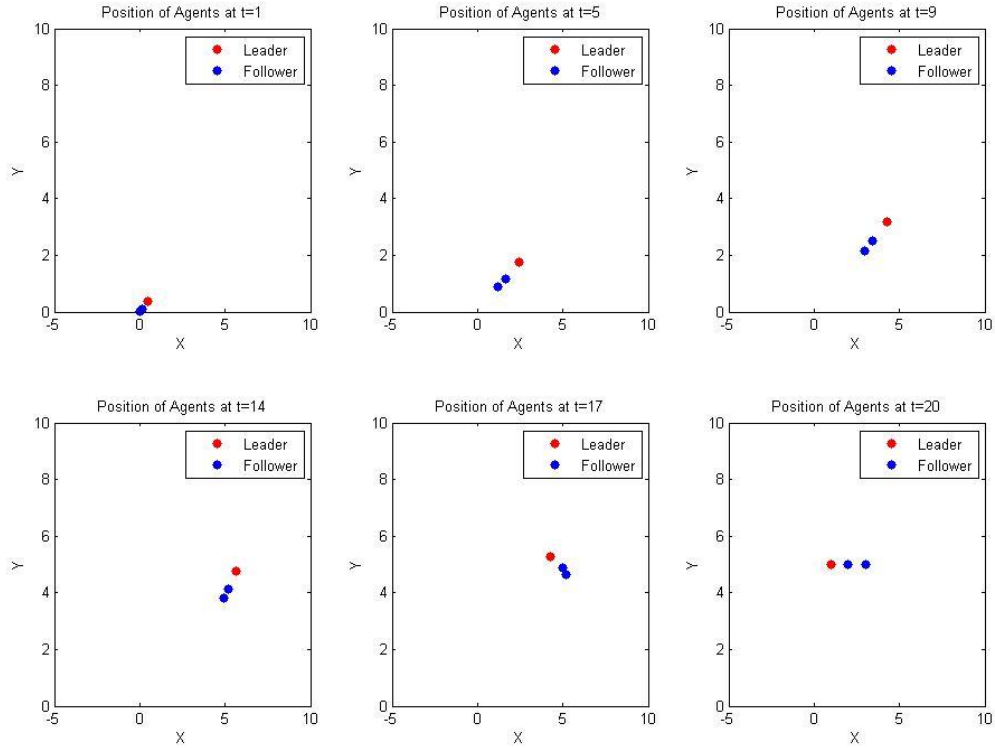 Position of Agents at t=1
10
8
6
4
2
0
-5
0
5
10
X
Y
Leader
Follower
Position of Agents at t=5
10
8
6
4
2
0
-5
0
5
10
X
Y
Leader
Follower
Position of Agents at t=9
10
8
6
4
2
0
-5
0
5
10
X
Y
Leader
Follower
Position of Agents at t=14
10
8
6
4
2
0
-5
0
5
10
X
Y
Leader
Follower
Position of Agents at t=17
10
8
6
4
2
0
-5
0
5
10
X
Y
Leader
Follower
Position of Agents at t=20
10
8
6
4
2
0
-5
0
5
10
X
Y
Leader
Follower